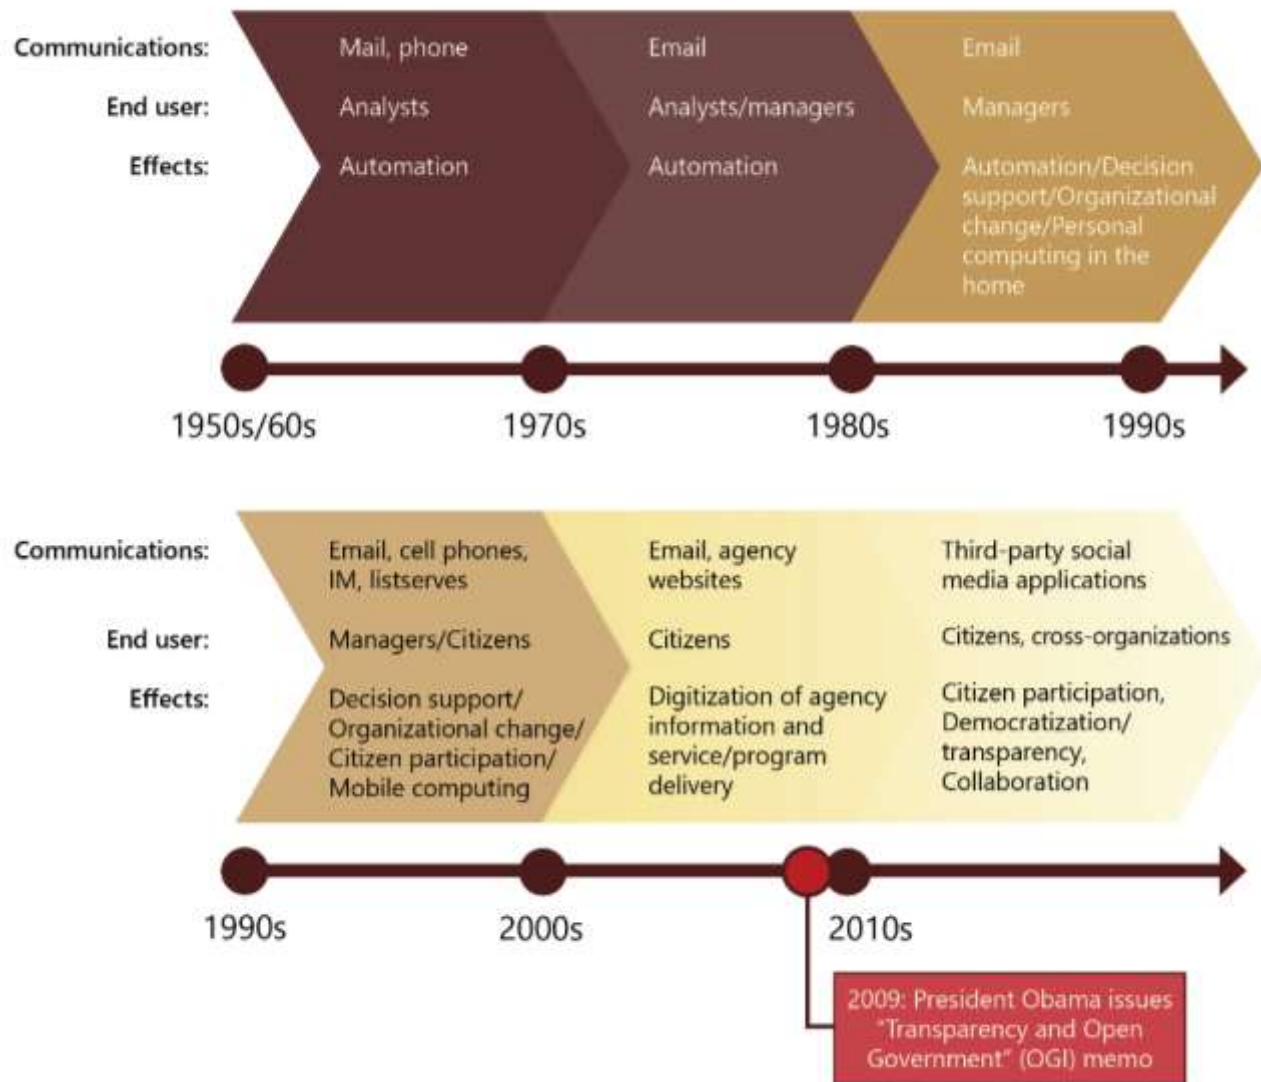 Communications:
Mail, phone
Email
Email
End user:
Analysts
Analysts/managers
Managers
Effects:
Automation
Automation
Automation/Decision
support/Organizational
change/Personal
computing in the
home
1950s/60s
1970s
1980s
1990s
Communications:
Email, cell phones,
IM, listserves
Email, agency
websites
Third-party social
media applications
End user:
Managers/Citizens
Citizens
Citizens, cross-organizations
Effects:
Decision support/
Organizational change/
Citizen participation/
Mobile computing
Digitization of agency
information and
service/program
delivery
Citizen participation,
Democratization/
transparency,
Collaboration
1990s
2000s
2010s
2009: President Obama issues
“Transparency and Open
Government” (OGI) memo